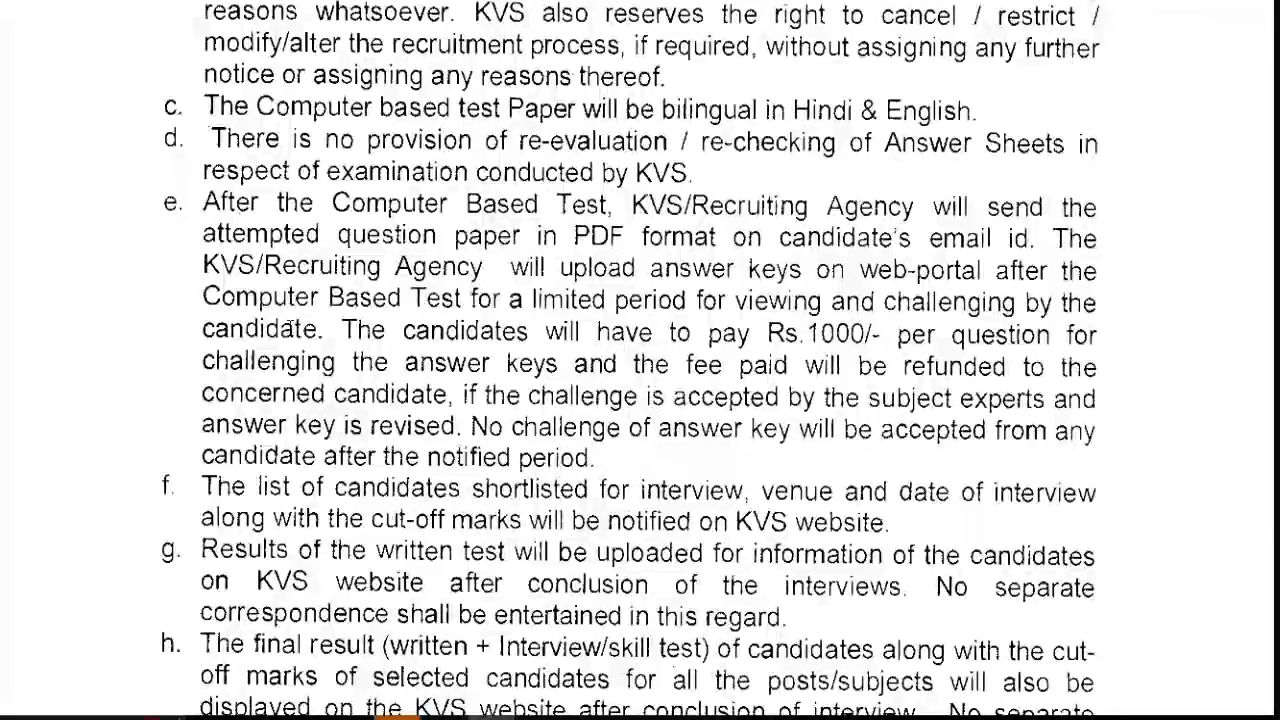 reasons whatsoever. KVS also reserves the right to cancel / restrict /
modify/alter the recruitment process, if required, without assigning any further
notice or assigning any reasons thereof.
c. The Computer based test Paper will be bilingual in Hindi & English.
d. There is no provision of re-evaluation / re-checking of Answer Sheets in
respect of examination conducted by KVS.
e. After the Computer Based Test, KVS/Recruiting Agency will send the
attempted question paper in PDF format on candidate's email id. The
KVS/Recruiting Agency will upload answer keys on web-portal after the
Computer Based Test for a limited period for viewing and challenging by the
candidate. The candidates will have to pay Rs.1000/- per question for
challenging the answer keys and the fee paid will be refunded to the
concerned candidate, if the challenge is accepted by the subject experts and
answer key is revised. No challenge of answer key will be accepted from any
candidate after the notified period.
f. The list of candidates shortlisted for interview, venue and date of interview
along with the cut-off marks will be notified on KVS website.
g. Results of the written test will be uploaded for information of the candidates
on KVS website after conclusion of the interviews. No separate
correspondence shall be entertained in this regard.
h. The final result (written + Interview/skill test) of candidates along with the cut-
off marks of selected candidates for all the posts/subjects will also be
displayed on the KVS website after conclusion of interview. No separate